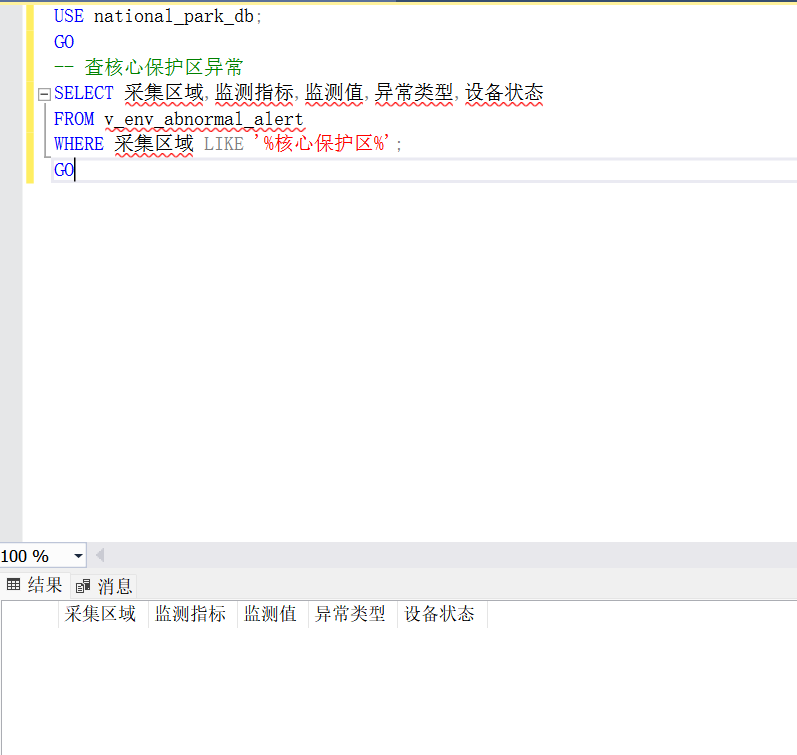 USE national_park_db;
GO
-- 查核心保护区异常
SELECT 采集区域,监测指标,监测值,异常类型,设备状态
FROM v_env_abnormal_alert
WHERE 采集区域 LIKE '%核心保护区%';
GO
100 %
结果 消息
采集区域 监测指标 监测值 异常类型 设备状态